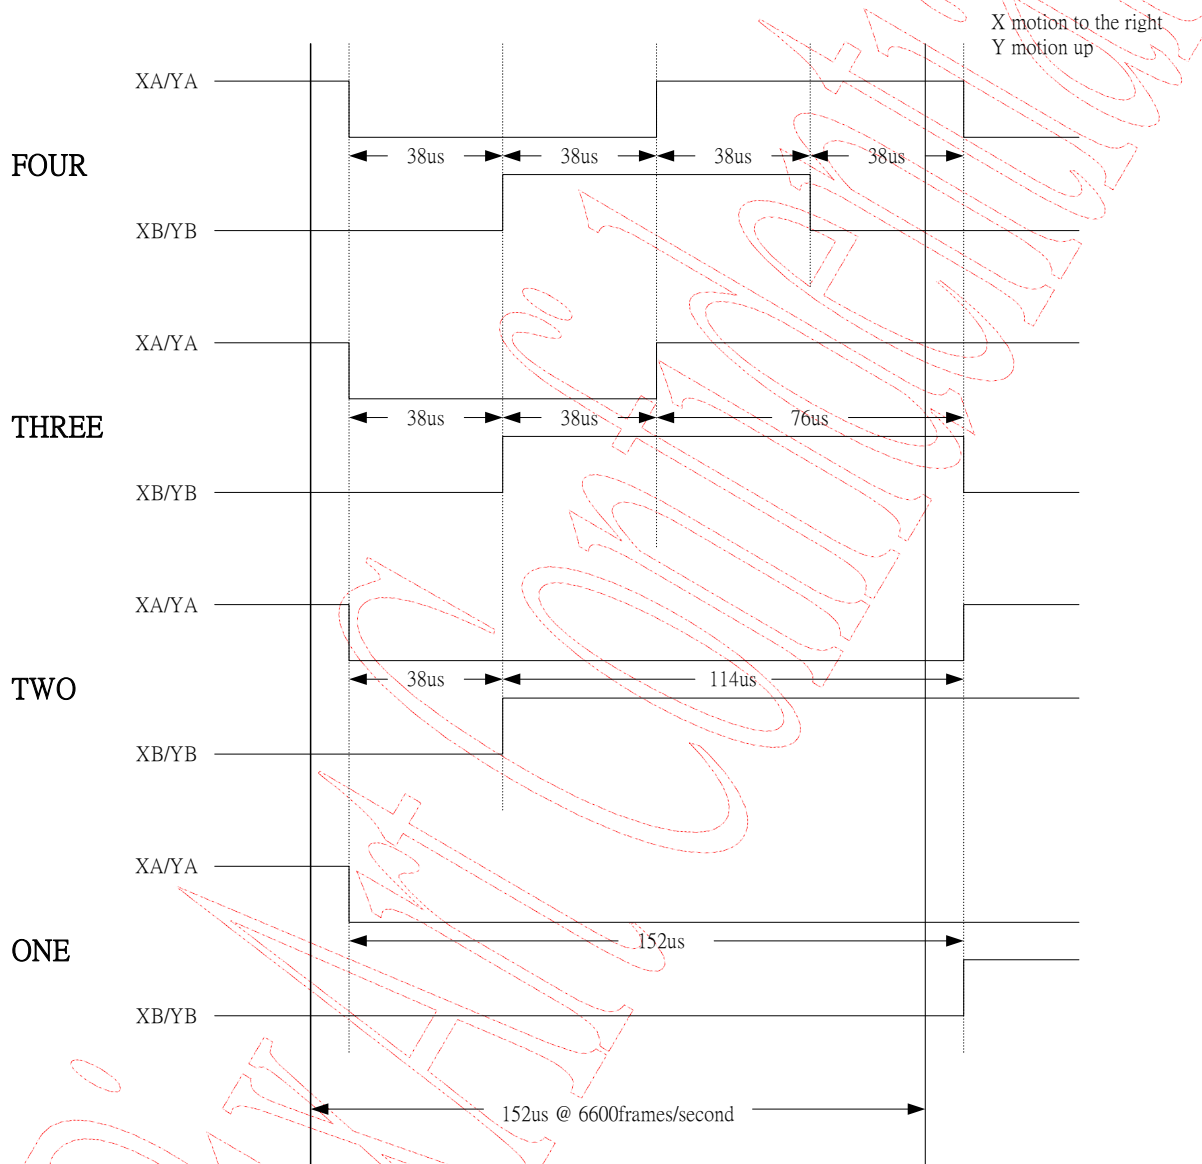 X motion to the right
Y motion up
XA/YA
38us 38us 38us 38us
FOUR
XB/YB
XA/YA
38us 38us 76us
THREE
XB/YB
XA/YA
38us 114us
TWO
XB/YB
XA/YA
152us
ONE
XB/YB
152us @ 6600frames/second